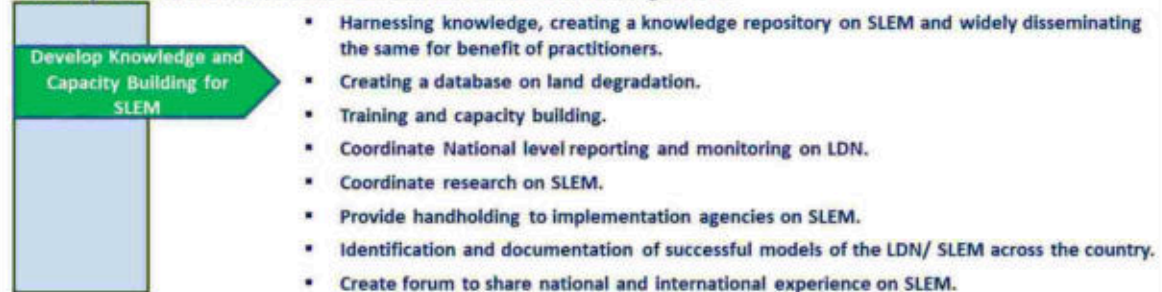 Develop Knowledge and
Capacity Building for
SLEM
▪ Harnessing knowledge, creating a knowledge repository on SLEM and widely disseminating
the same for benefit of practitioners.
▪ Creating a database on land degradation.
▪ Training and capacity building.
▪ Coordinate National level reporting and monitoring on LDN.
▪ Coordinate research on SLEM.
▪ Provide handholding to implementation agencies on SLEM.
▪ Identification and documentation of successful models of the LDN/ SLEM across the country.
▪ Create forum to share national and international experience on SLEM.